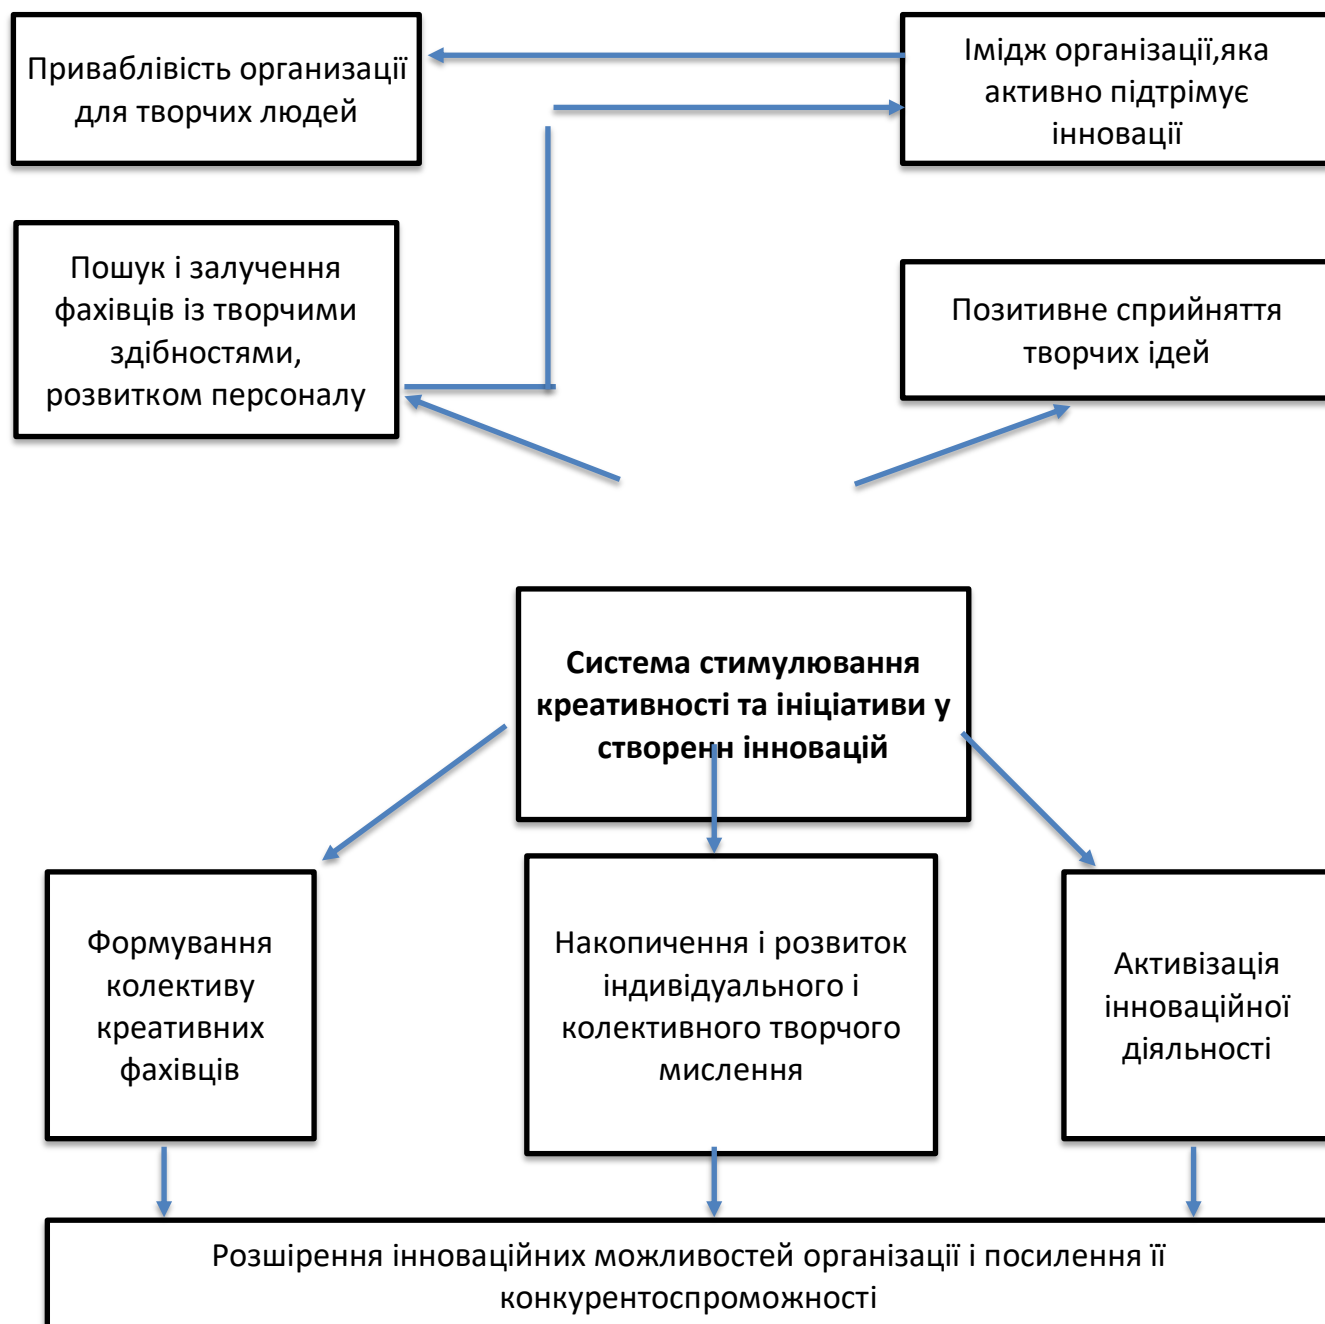 Приваблівість организації
для творчих людей
Імідж організації,яка
активно підтрімує
інновації
Пошук і залучення
фахівців із творчими
здібностями,
розвитком персоналу
Позитивне сприйняття
творчих ідей
Система стимулювання
креативності та ініціативи у
створенн інновацій
Формування
колективу
креативних
фахівців
Накопичення і розвиток
індивідуального і
колективного творчого
мислення
Активізація
інноваційної
діяльності
Розширення інноваційних можливостей організації і посилення її
конкурентоспроможності